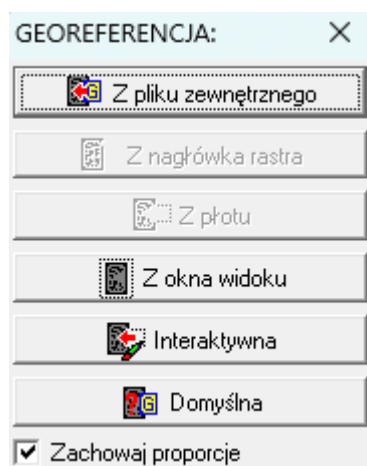 GEOREFERENCJA:
Z pliku zewnętrznego
Z nagłówka rastra
Z płotu
Z okna widoku
Interaktywna
Domyślna
Zachowaj proporcje